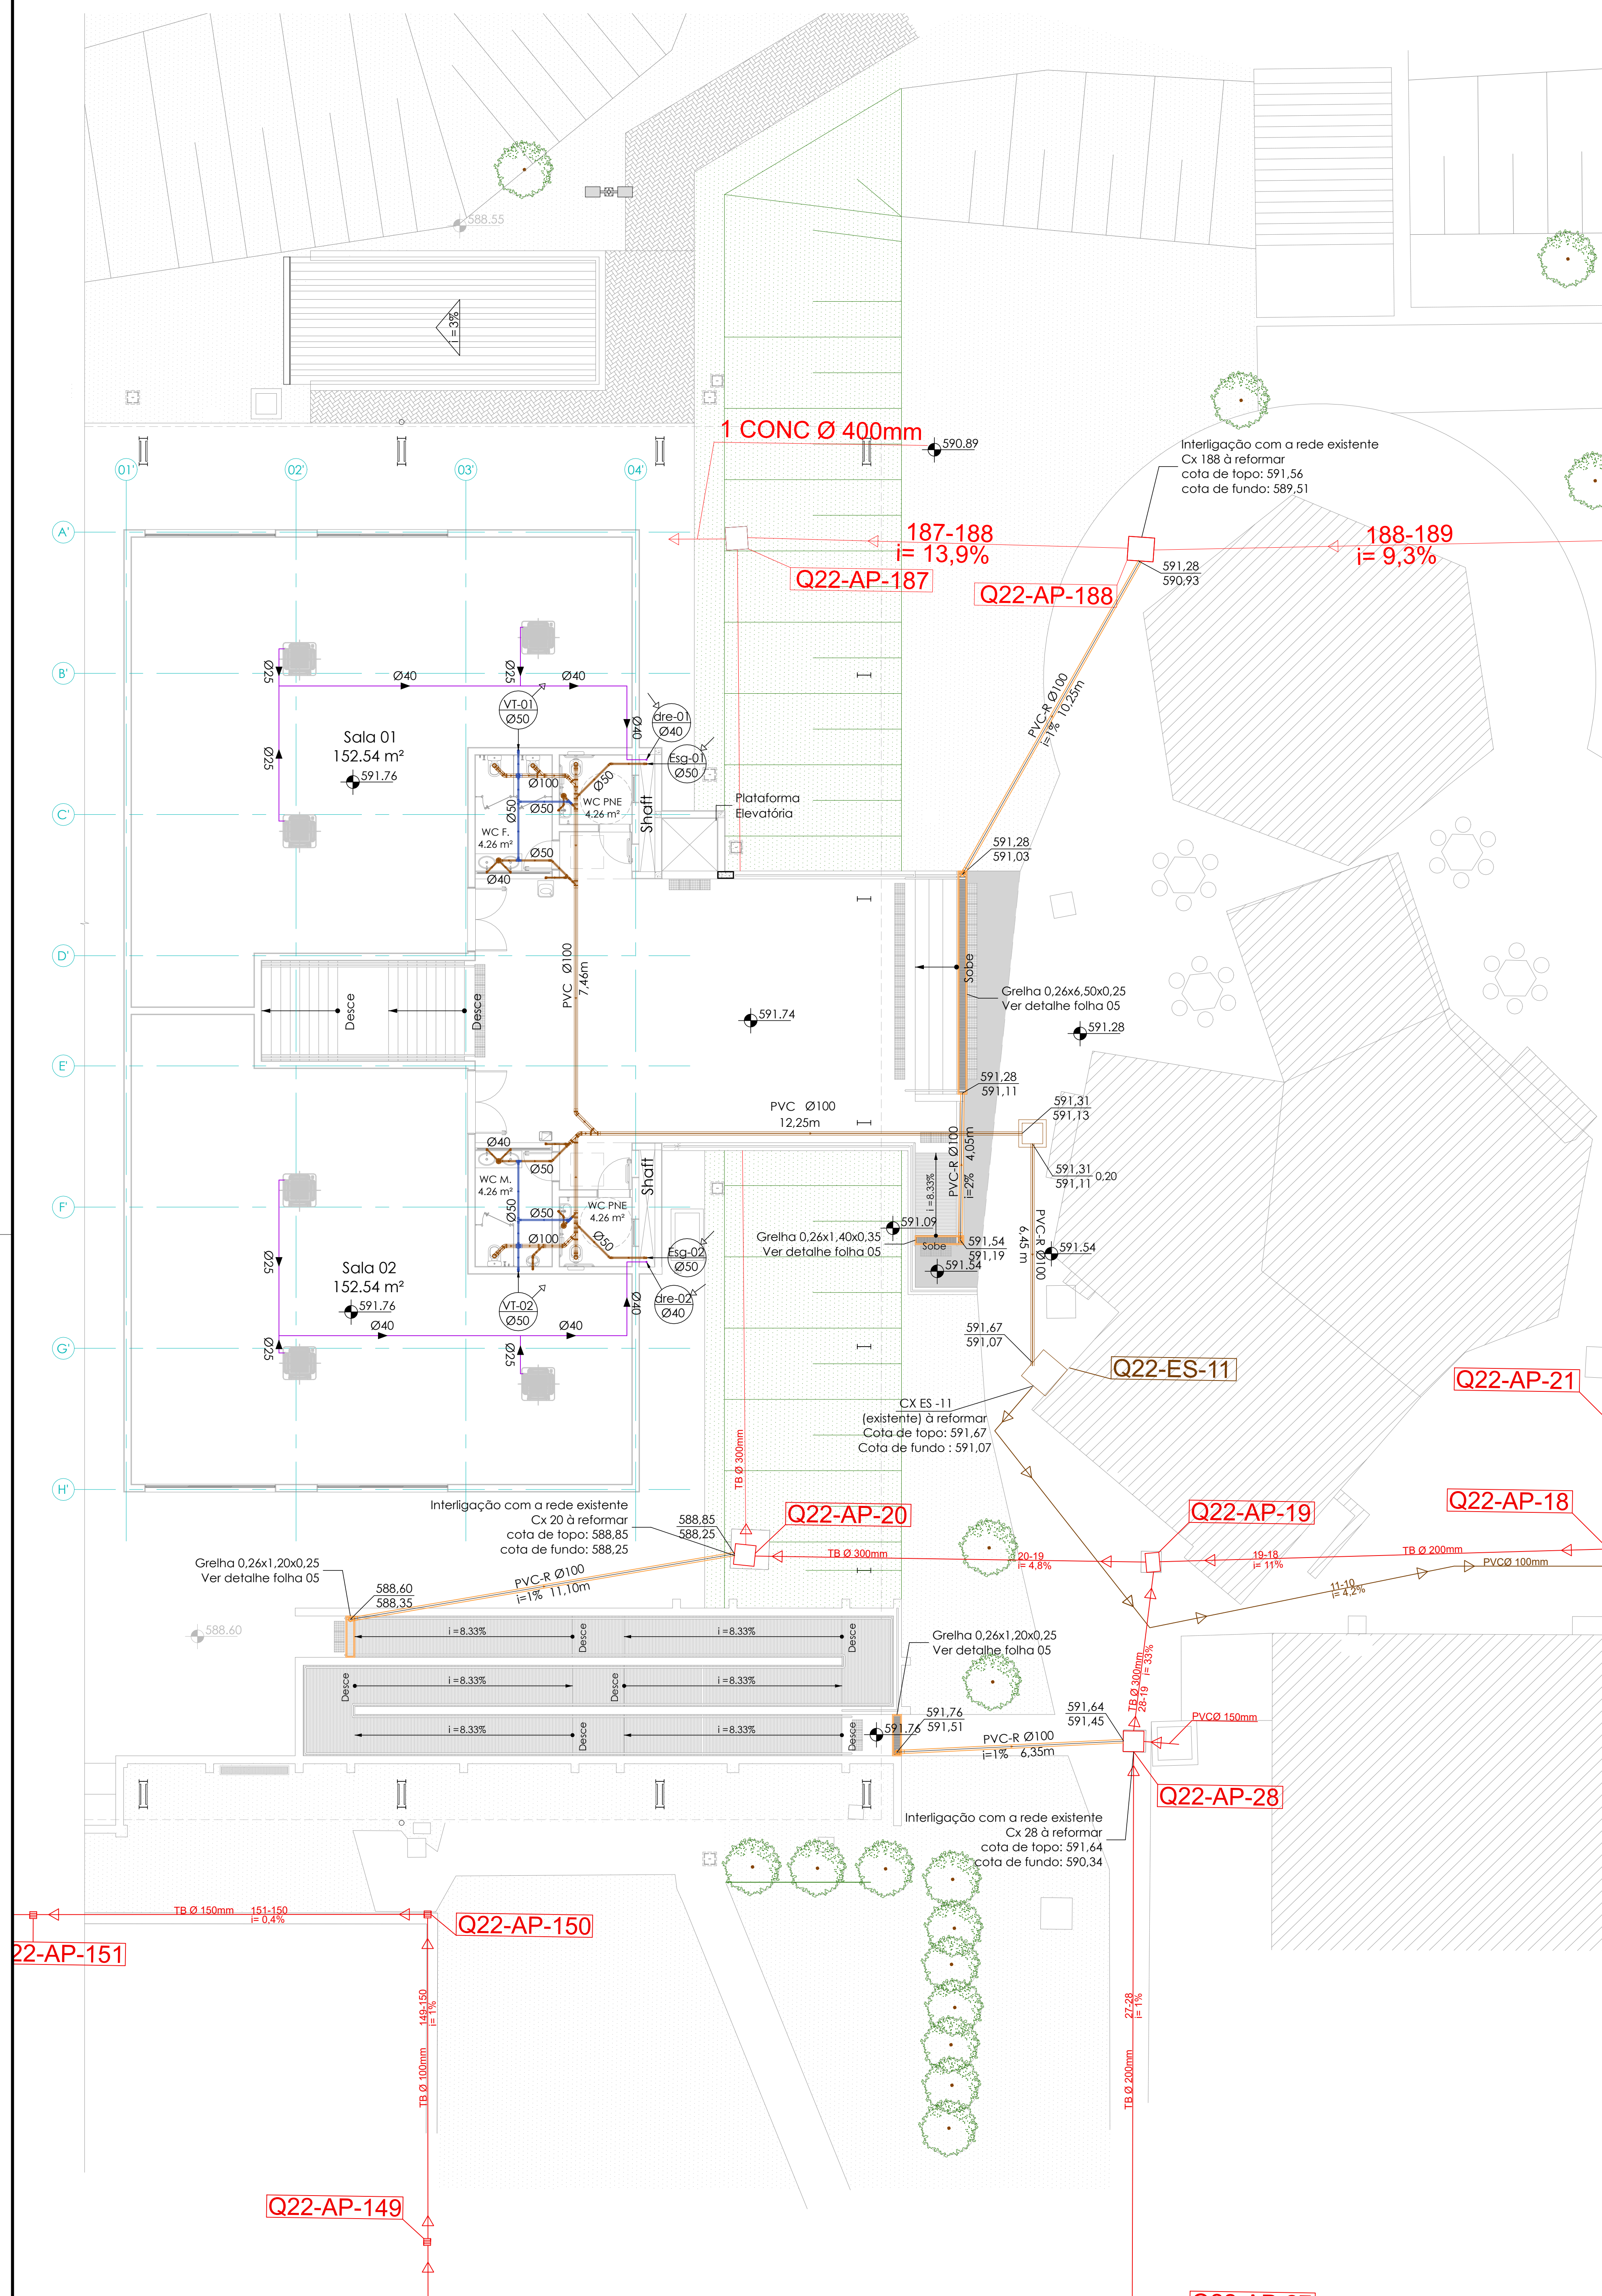 588.55
i = 3%
1 CONC Ø 400mm
590.89
Interligação com a rede existente
Cx 188 à reformar
cota de topo: 591,56
cota de fundo: 589,51
01'
02'
03'
04'
A'
187-188
i= 13,9%
188-189
i= 9,3%
Q22-AP-187
Q22-AP-188
591,28
590,93
B'
Ø25
Ø40
Ø25
Ø40
VT-01
Ø50
Ø40
dre-01
Ø40
Esg-01
Ø50
PVC-R Ø100
i=1% 10,25m
Sala 01
152.54 m²
591.76
Ø25
Ø100
Ø50
Ø50
Ø50
WC PNE
4.26 m²
Shaft
Plataforma
Elevatória
C'
WC F.
4.26 m²
Ø50
Ø40
591,28
591,03
D'
PVC Ø100
7,46m
Sobe
Grelha 0,26x6,50x0,25
Ver detalhe folha 05
Desce
Desce
591.74
591.28
E'
591,28
591,11
PVC Ø100
12,25m
591,31
591,13
Ø40
Ø50
WC M.
4.26 m²
Shaft
PVC-R Ø100
i=2% 4,05m
i =8.33%
591,31
591,11
0,20
F'
Ø50
Ø50
WC PNE
4.26 m²
Ø100
Ø50
591.09
Grelha 0,26x1,40x0,35
Ver detalhe folha 05
Sobe
591,54
591,19
591.54
PVC-R Ø100
6,45 m
591.54
Esg-02
Ø50
Ø25
Sala 02
152.54 m²
591.76
VT-02
Ø50
dre-02
Ø40
Ø40
Ø40
Ø40
G'
Ø25
Ø25
591,67
591,07
Q22-ES-11
Q22-AP-21
CX ES -11
(existente) à reformar
Cota de topo: 591,67
Cota de fundo : 591,07
TB Ø 300mm
H'
Interligação com a rede existente
Cx 20 à reformar
cota de topo: 588,85
cota de fundo: 588,25
588,85
588,25
Q22-AP-20
Q22-AP-19
Q22-AP-18
TB Ø 300mm
20-19
i= 4,8%
19-18
i= 11%
TB Ø 200mm
PVCØ 100mm
11-10
i= 4,2%
Grelha 0,26x1,20x0,25
Ver detalhe folha 05
588,60
588,35
PVC-R Ø100
i=1% 11,10m
588.60
i =8.33%
Desce
i =8.33%
Desce
Grelha 0,26x1,20x0,25
Ver detalhe folha 05
Desce
i =8.33%
Desce
i =8.33%
TB Ø 300mm
28-19 i= 33%
i =8.33%
Desce
i =8.33%
Desce
591.76
591,76
591,51
591,64
591,45
PVCØ 150mm
PVC-R Ø100
i=1% 6,35m
Q22-AP-28
Interligação com a rede existente
Cx 28 à reformar
cota de topo: 591,64
cota de fundo: 590,34
TB Ø 150mm
151-150
i= 0,4%
Q22-AP-150
22-AP-151
149-150
i= 1%
TB Ø 100mm
27-28
i= 1%
TB Ø 200mm
Q22-AP-149